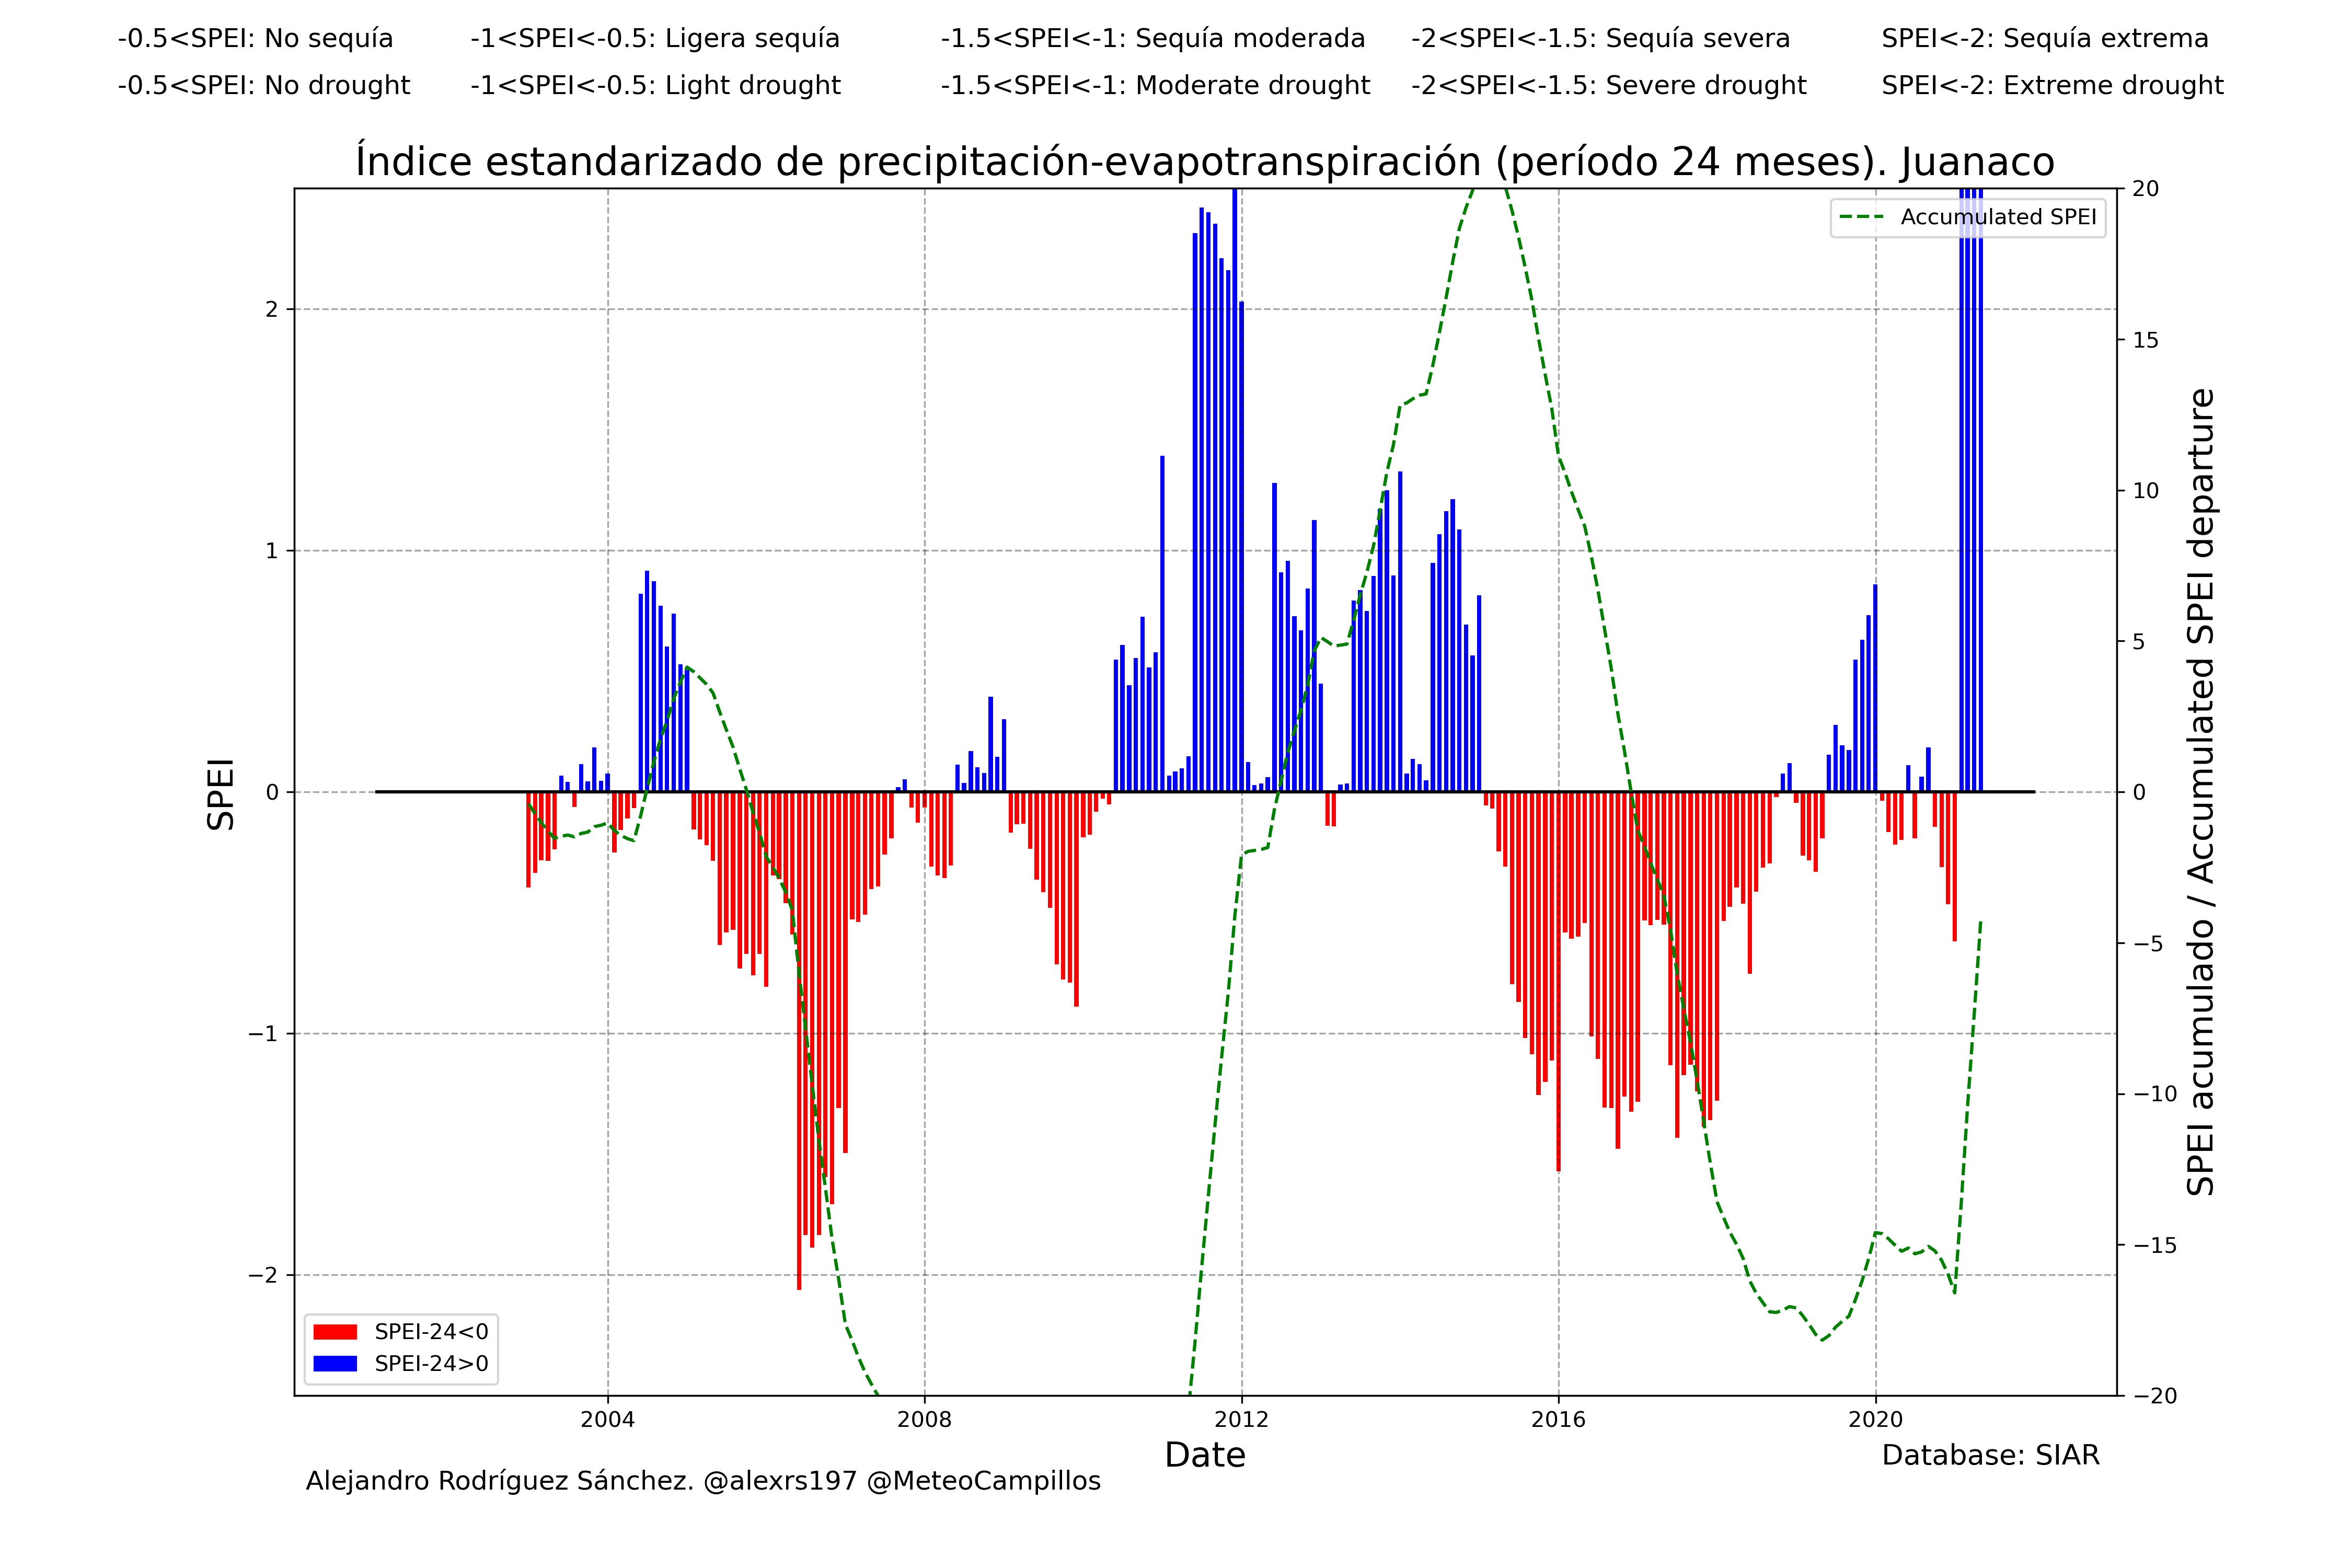 -0.5<SPEI: No sequía -1<SPEI<-0.5: Ligera sequía -1.5<SPEI<-1: Sequía moderada -2<SPEI<-1.5: Sequía severa SPEI<-2: Sequía extrema
-0.5<SPEI: No drought -1<SPEI<-0.5: Light drought -1.5<SPEI<-1: Moderate drought -2<SPEI<-1.5: Severe drought SPEI<-2: Extreme drought
Índice estandarizado de precipitación-evapotranspiración (período 24 meses). Juanaco
Accumulated SPEI
SPEI
2
1
0
−1
−2
20
15
10
5
0
−5
−10
−15
−20
SPEI acumulado / Accumulated SPEI departure
SPEI-24<0
SPEI-24>0
2004 2008 2012 2016 2020
Date
Database: SIAR
Alejandro Rodríguez Sánchez. @alexrs197 @MeteoCampillos